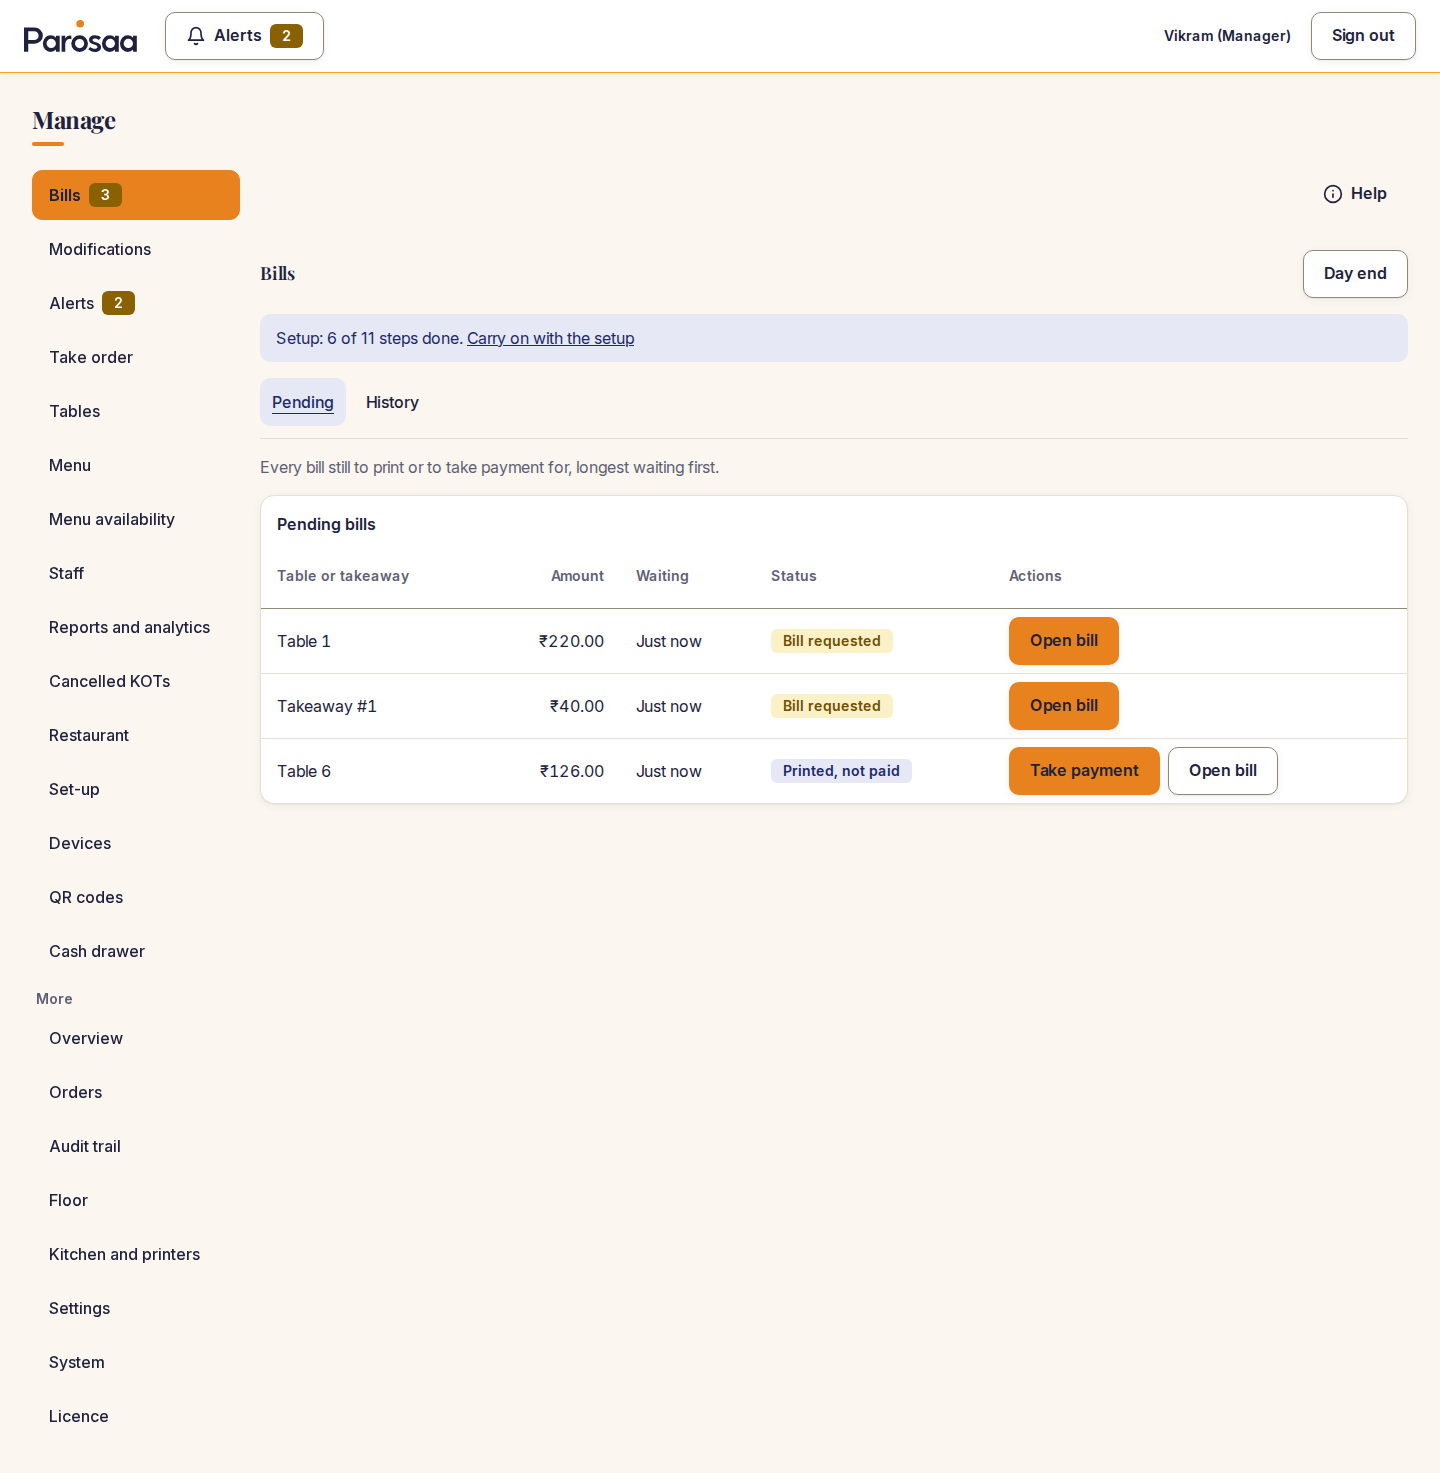 Parosaa
Alerts 2
Vikram (Manager)
Sign out
Manage
Bills 3
Modifications
Alerts 2
Take order
Tables
Menu
Menu availability
Staff
Reports and analytics
Cancelled KOTs
Restaurant
Set-up
Devices
QR codes
Cash drawer
More
Overview
Orders
Audit trail
Floor
Kitchen and printers
Settings
System
Licence
Help
Bills
Day end
Setup: 6 of 11 steps done. Carry on with the setup
Pending History
Every bill still to print or to take payment for, longest waiting first.
Pending bills
Table or takeaway Amount Waiting Status Actions
Table 1 ₹220.00 Just now Bill requested Open bill
Takeaway #1 ₹40.00 Just now Bill requested Open bill
Table 6 ₹126.00 Just now Printed, not paid Take payment Open bill